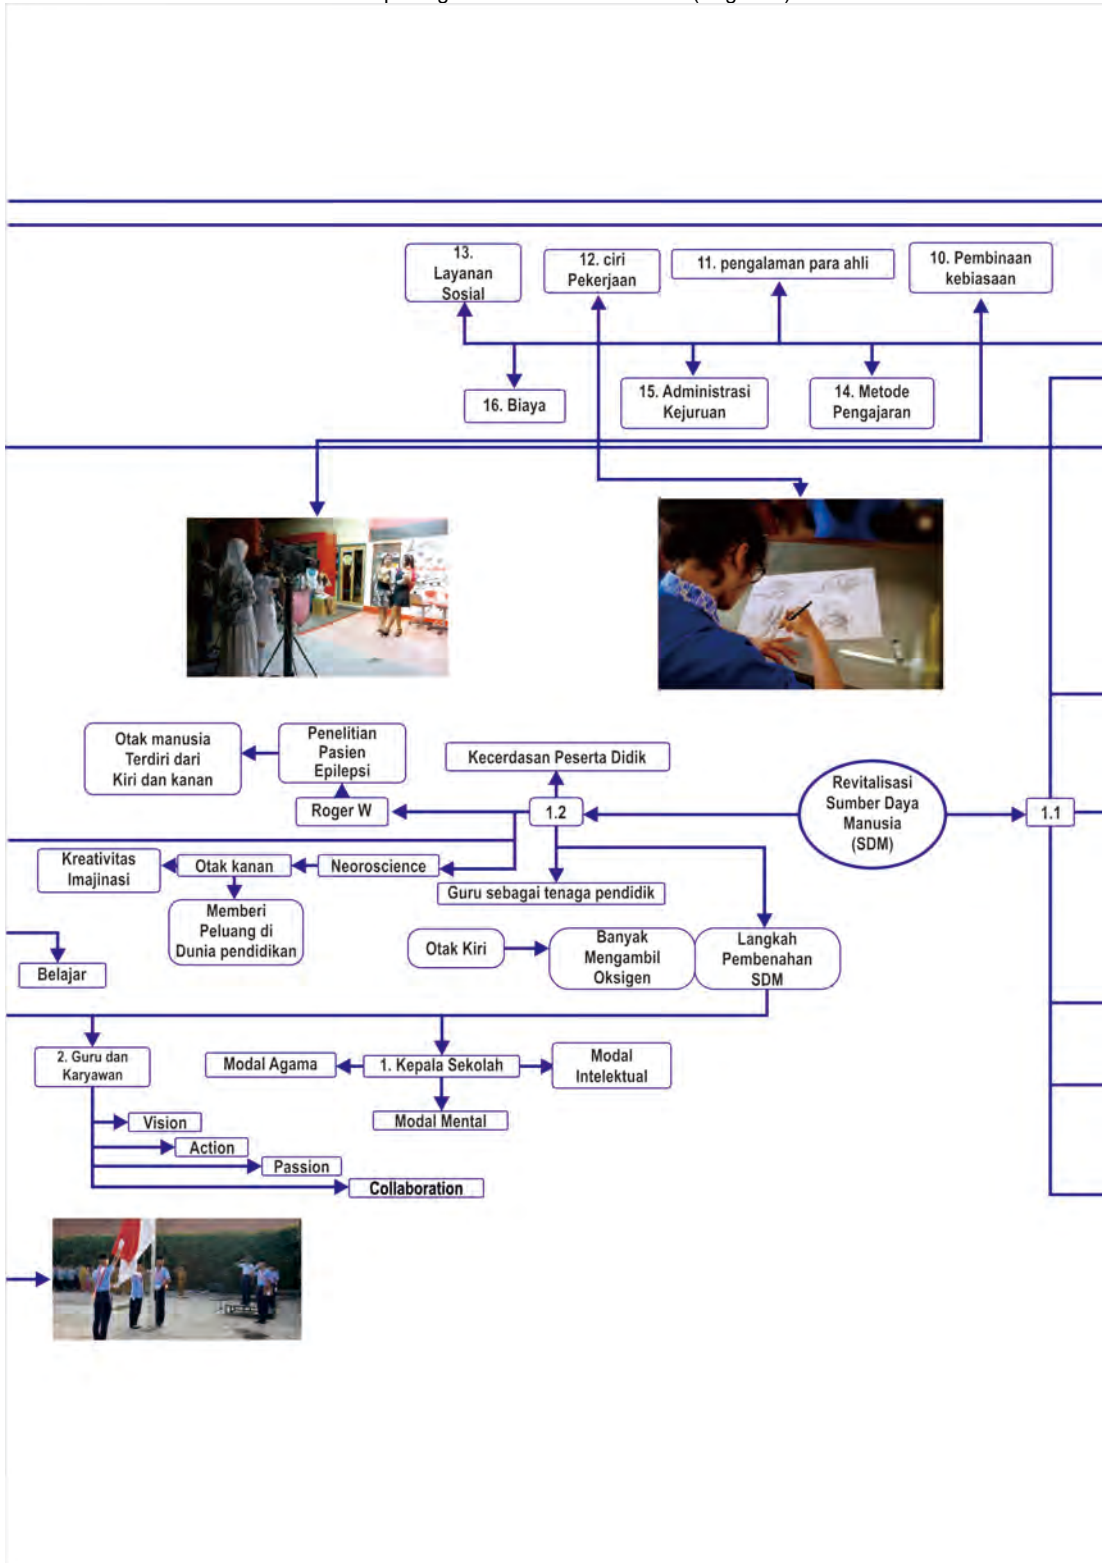 13.
Layanan
Sosial
12. ciri
Pekerjaan
11. pengalaman para ahli
10. Pembinaan
kebiasaan
16. Biaya
15. Administrasi
Kejuruan
14. Metode
Pengajaran
Otak manusia
Terdiri dari
Kiri dan kanan
Penelitian
Pasien
Epilepsi
Kecerdasan Peserta Didik
Roger W
1.2
Revitalisasi
Sumber Daya
Manusia
(SDM)
1.1
Kreativitas
Imajinasi
Otak kanan
Neoroscience
Guru sebagai tenaga pendidik
Memberi
Peluang di
Dunia pendidikan
Otak Kiri
Banyak
Mengambil
Oksigen
Langkah
Pembenahan
SDM
Belajar
2. Guru dan
Karyawan
Modal Agama
1. Kepala Sekolah
Modal
Intelektual
Modal Mental
Vision
Action
Passion
Collaboration